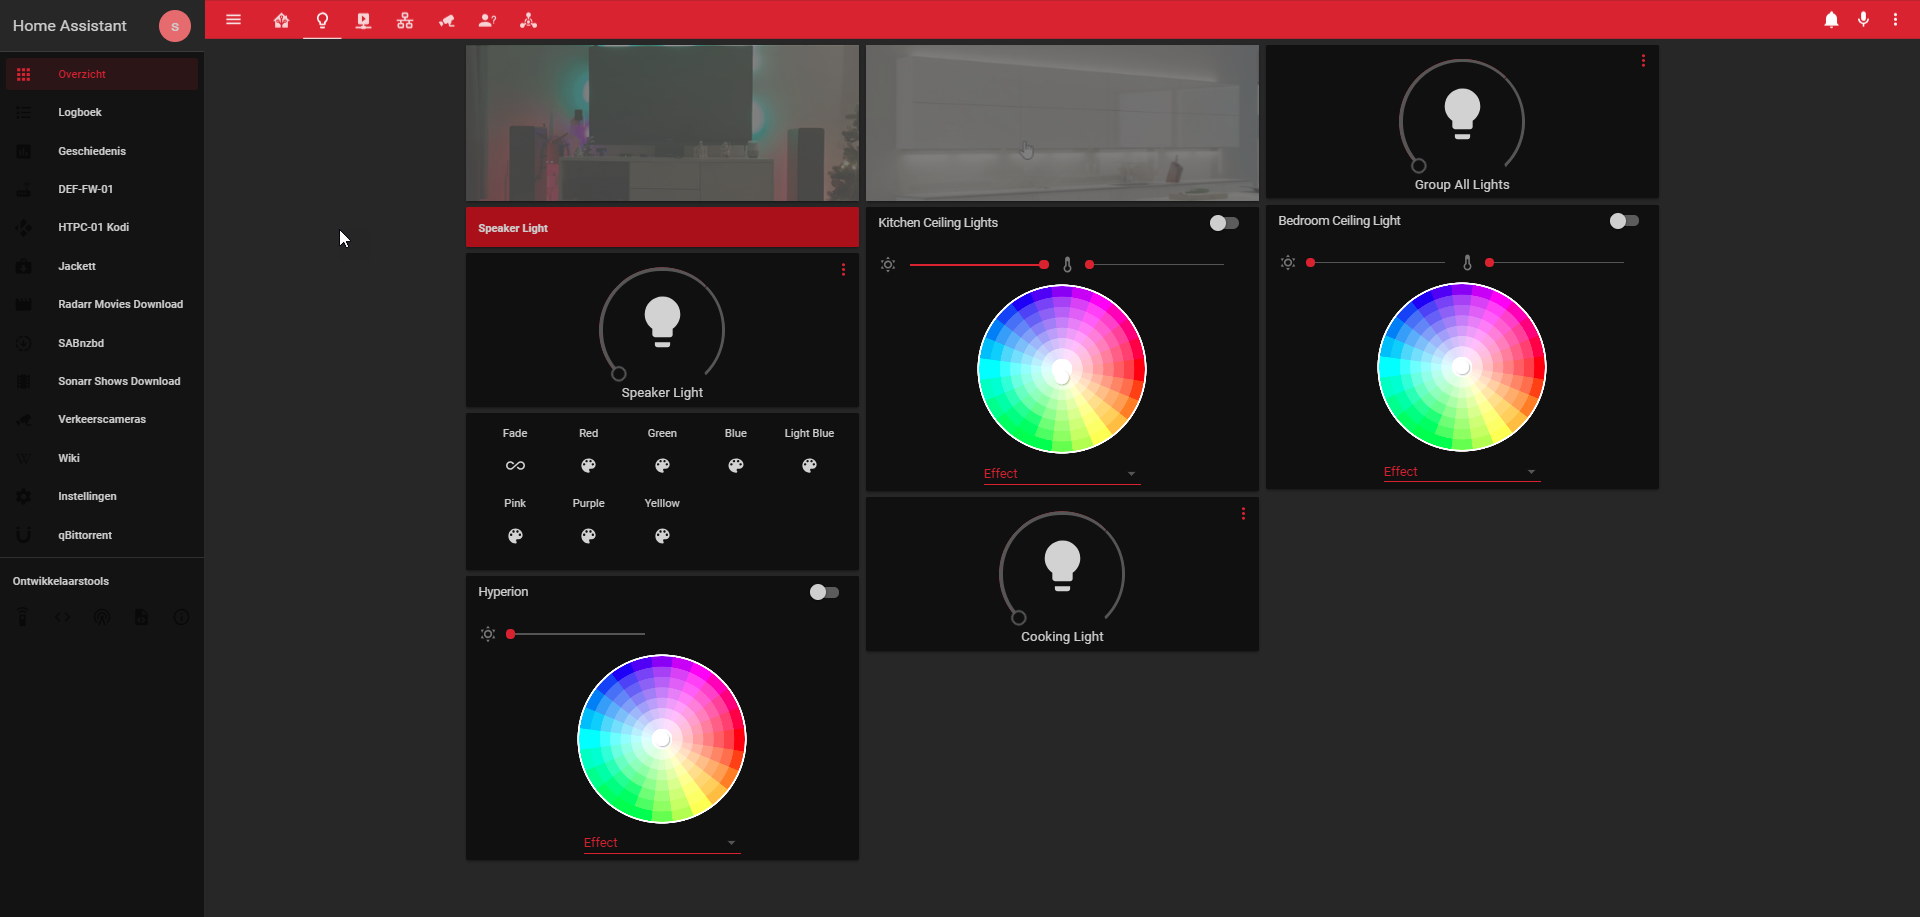 Home Assistant
s
Overzicht
Logboek
Geschiedenis
DEF-FW-01
HTPC-01 Kodi
Jackett
Radarr Movies Download
SABnzbd
Sonarr Shows Download
Verkeerscameras
Wiki
Instellingen
qBittorrent
Ontwikkelaarstools
Speaker Light
Speaker Light
Fade Red Green Blue Light Blue
Pink Purple Yelllow
Hyperion
Effect
Kitchen Ceiling Lights
Effect
Cooking Light
Group All Lights
Bedroom Ceiling Light
Effect